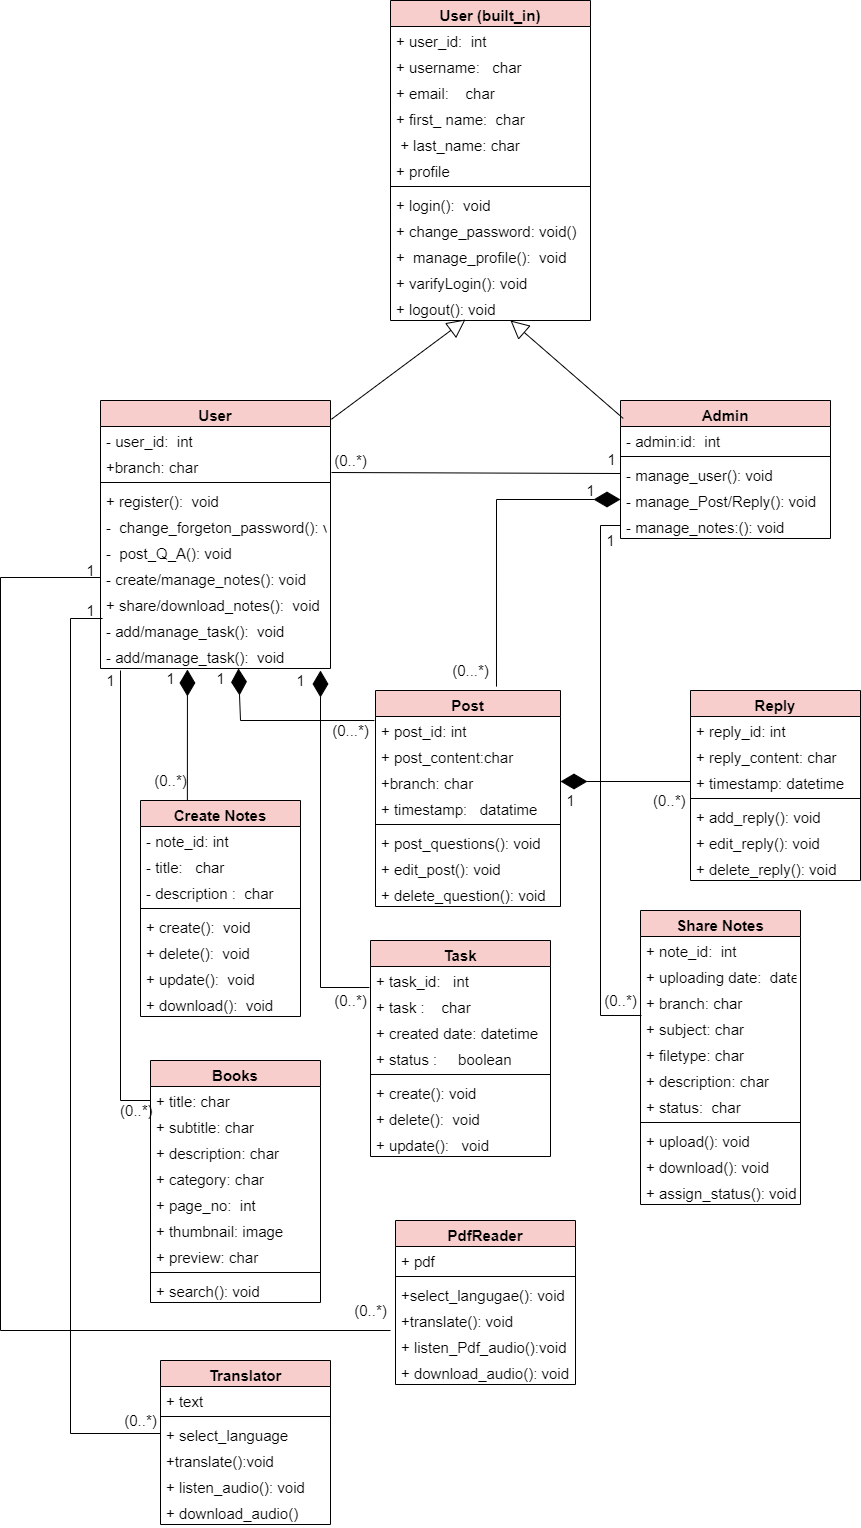 User (built_in)
+ user_id:  int
+ username:   char
+ email:    char
+ first_ name:  char
+ last_name: char
+ profile
+ login():  void
+ change_password: void()
+  manage_profile():  void
+ varifyLogin(): void
+ logout(): void
User
- user_id:  int
+branch: char
+ register():  void
-  change_forgeton_password():
-  post_Q_A(): void
- create/manage_notes(): void
+ share/download_notes():  void
- add/manage_task():  void
- add/manage_task():  void
Admin
- admin:id:  int
- manage_user(): void
- manage_Post/Reply(): void
- manage_notes:(): void
(0..*)
1
1
1
1
1
1
1
1
1
(0...*)
(0...*)
(0..*)
Post
+ post_id: int
+ post_content:char
+branch: char
+ timestamp:   datatime
+ post_questions(): void
+ edit_post(): void
+ delete_question(): void
1
(0..*)
Reply
+ reply_id: int
+ reply_content: char
+ timestamp: datetime
+ add_reply(): void
+ edit_reply(): void
+ delete_reply(): void
Create Notes
- note_id: int
- title:   char
- description :  char
+ create():  void
+ delete():  void
+ update():  void
+ download():  void
(0..*)
Task
+ task_id:   int
+ task :    char
+ created date: datetime
+ status :     boolean
+ create(): void
+ delete():  void
+ update():   void
(0..*)
Share Notes
+ note_id:  int
+ uploading date:  date
+ branch: char
+ subject: char
+ filetype: char
+ description: char
+ status:  char
+ upload(): void
+ download(): void
+ assign_status(): void
(0..*)
Books
+ title: char
+ subtitle: char
+ description: char
+ category: char
+ page_no:  int
+ thumbnail: image
+ preview: char
+ search(): void
(0..*)
PdfReader
+ pdf
+select_langugae(): void
+translate(): void
+ listen_Pdf_audio():void
+ download_audio(): void
(0..*)
Translator
+ text
+ select_language
+translate():void
+ listen_audio(): void
+ download_audio()